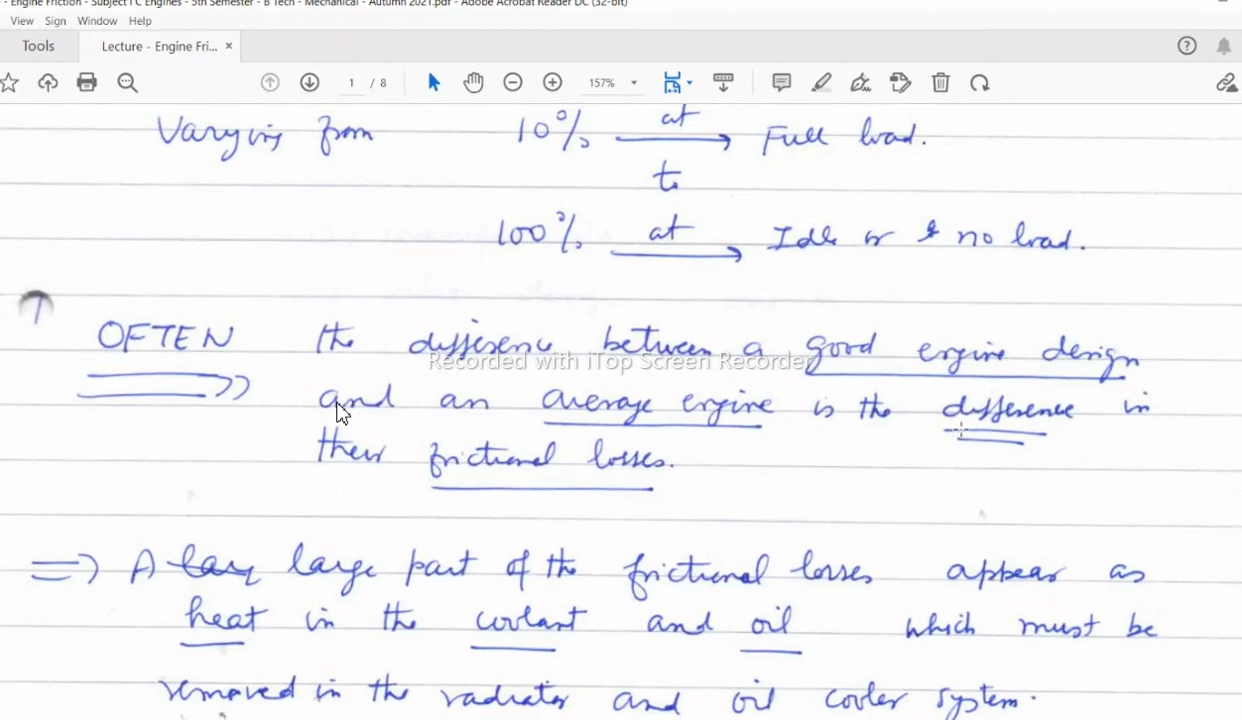 - Engine Friction - Subject I C Engines - 5th Semester - B Tech - Mechanical - Autumn 2021.pdf - Adobe Acrobat Reader DC (32-bit)
View Sign Window Help
Tools Lecture - Engine Fri... ×
1 / 8 157%
Varying from 10% at Full load.
to
100% at Idle or no load.
OFTEN the difference between a good engine design
Recorded with iTop Screen Recorder
and an average engine is the difference in
their frictional losses.
=> A large part of the frictional losses appear as
heat in the coolant and oil which must be
removed in the radiator and oil cooler system.